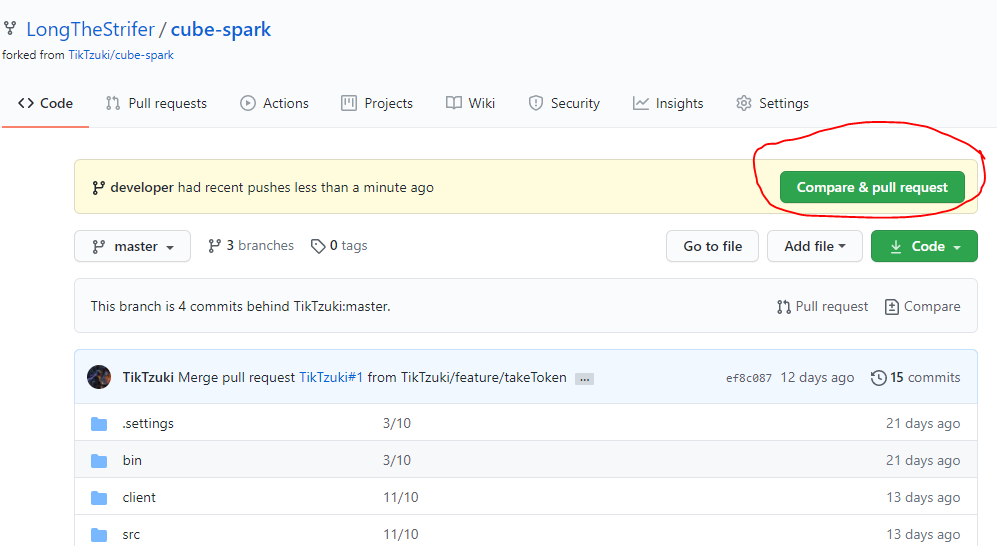 LongTheStrifer / cube-spark
forked from TikTzuki/cube-spark
Code Pull requests Actions Projects Wiki Security Insights Settings
developer had recent pushes less than a minute ago Compare & pull request
master 3 branches 0 tags Go to file Add file Code
This branch is 4 commits behind TikTzuki:master. Pull request Compare
TikTzuki Merge pull request TikTzuki#1 from TikTzuki/feature/takeToken ... ef8c087 12 days ago 15 commits
.settings 3/10 21 days ago
bin 3/10 21 days ago
client 11/10 13 days ago
src 11/10 13 days ago